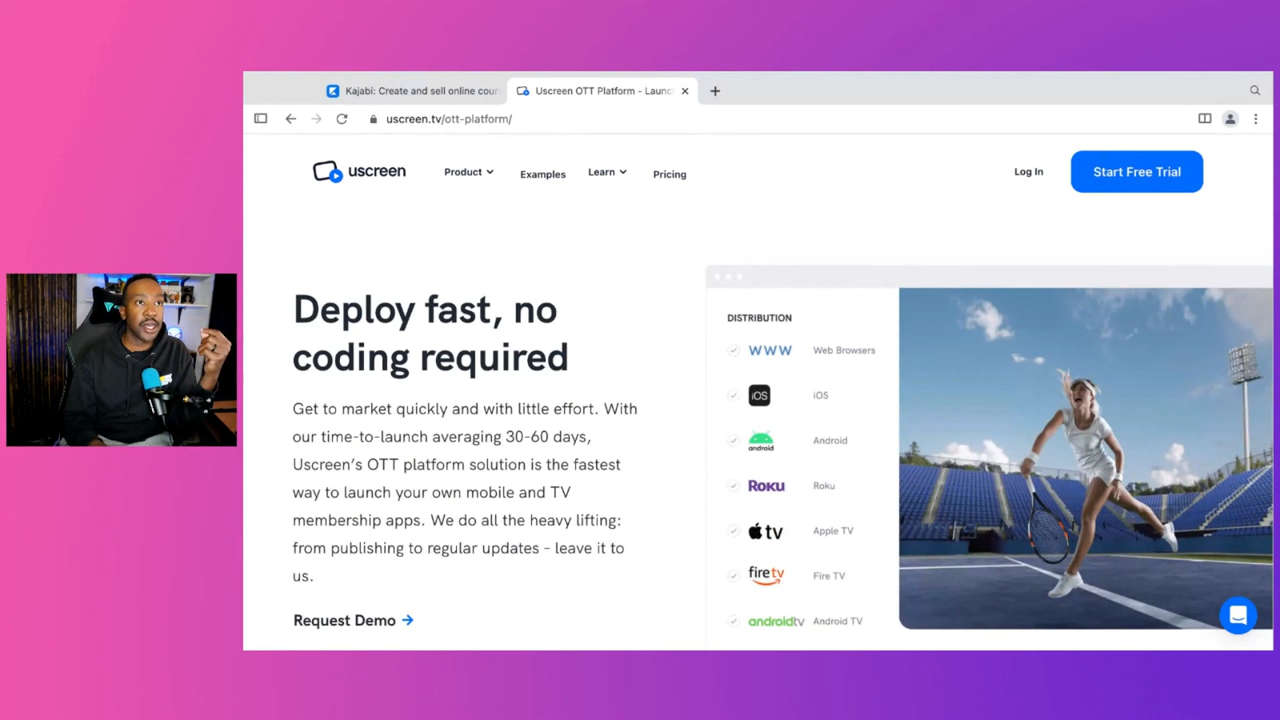 Kajabi: Create and sell online cour
Uscreen OTT Platform - Launc
uscreen.tv/ott-platform/
uscreen
Product
Examples
Learn
Pricing
Log In
Start Free Trial
Deploy fast, no
coding required
Get to market quickly and with little effort. With
our time-to-launch averaging 30-60 days,
Uscreen's OTT platform solution is the fastest
way to launch your own mobile and TV
membership apps. We do all the heavy lifting:
from publishing to regular updates - leave it to
us.
Request Demo
DISTRIBUTION
WWW Web Browsers
iOS iOS
android Android
ROKU Roku
tv Apple TV
firetv Fire TV
androidtv Android TV